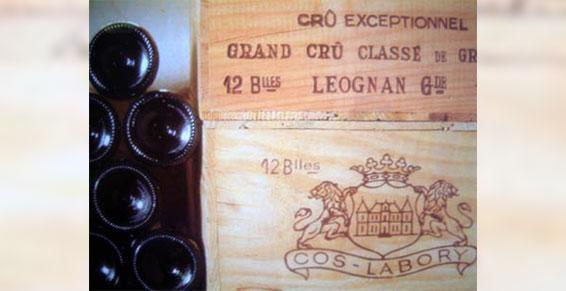 CRÛ EXCEPTIONNEL
GRAND CRÛ CLASSÉ DE GR
12 Blles LEOGNAN Gde
12 Blles
COS-LABORY